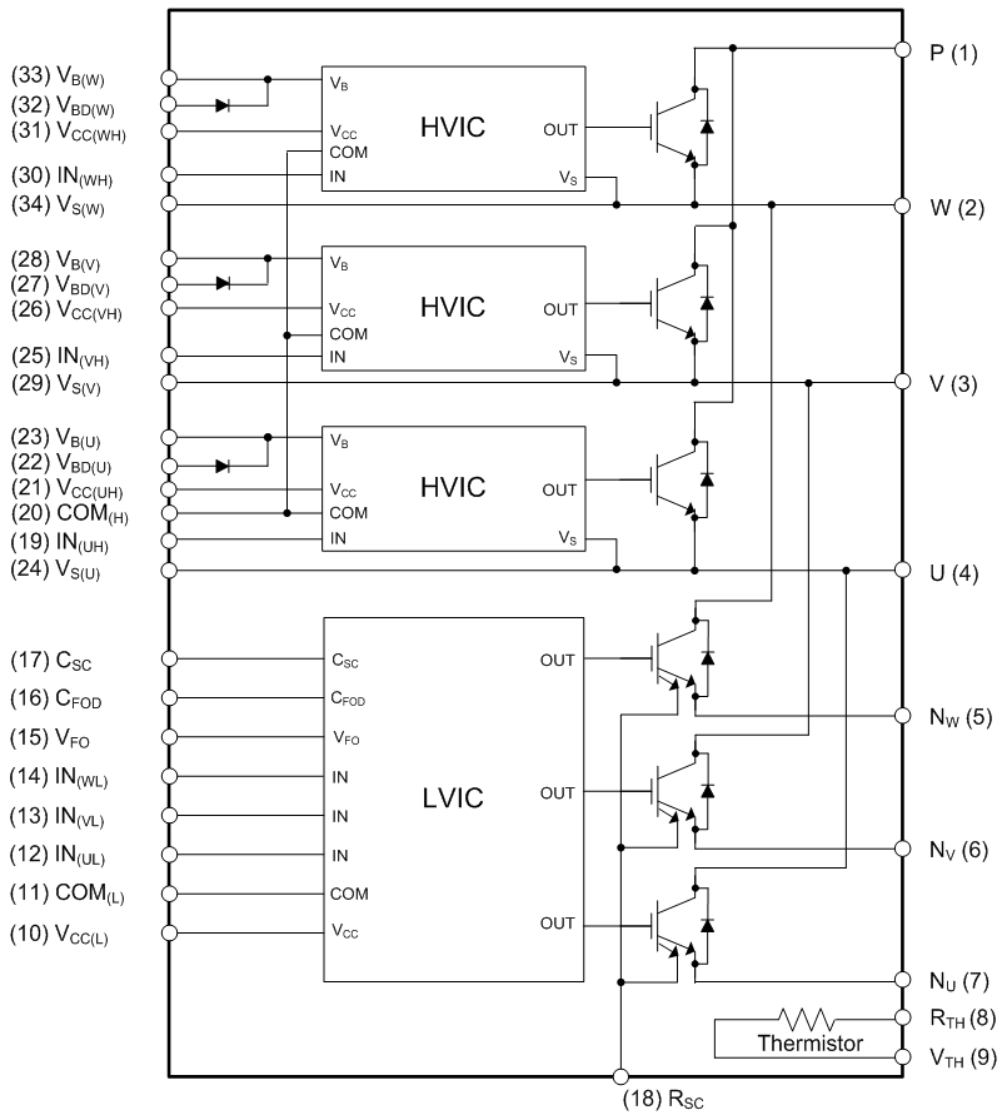 (33) VB(W)
(32) VBD(W)
(31) VCC(WH)
(30) IN(WH)
(34) VS(W)
VB
VCC
COM
IN
HVIC
OUT
VS
P (1)
W (2)
(28) VB(V)
(27) VBD(V)
(26) VCC(VH)
(25) IN(VH)
(29) VS(V)
VB
VCC
COM
IN
HVIC
OUT
VS
V (3)
(23) VB(U)
(22) VBD(U)
(21) VCC(UH)
(20) COM(H)
(19) IN(UH)
(24) VS(U)
VB
VCC
COM
IN
HVIC
OUT
VS
U (4)
(17) CSC
(16) CFOD
(15) VFO
(14) IN(WL)
(13) IN(VL)
(12) IN(UL)
(11) COM(L)
(10) VCC(L)
CSC
CFOD
VFO
IN
IN
IN
COM
VCC
LVIC
OUT
OUT
OUT
NW (5)
NV (6)
NU (7)
RTH (8)
Thermistor
VTH (9)
(18) RSC